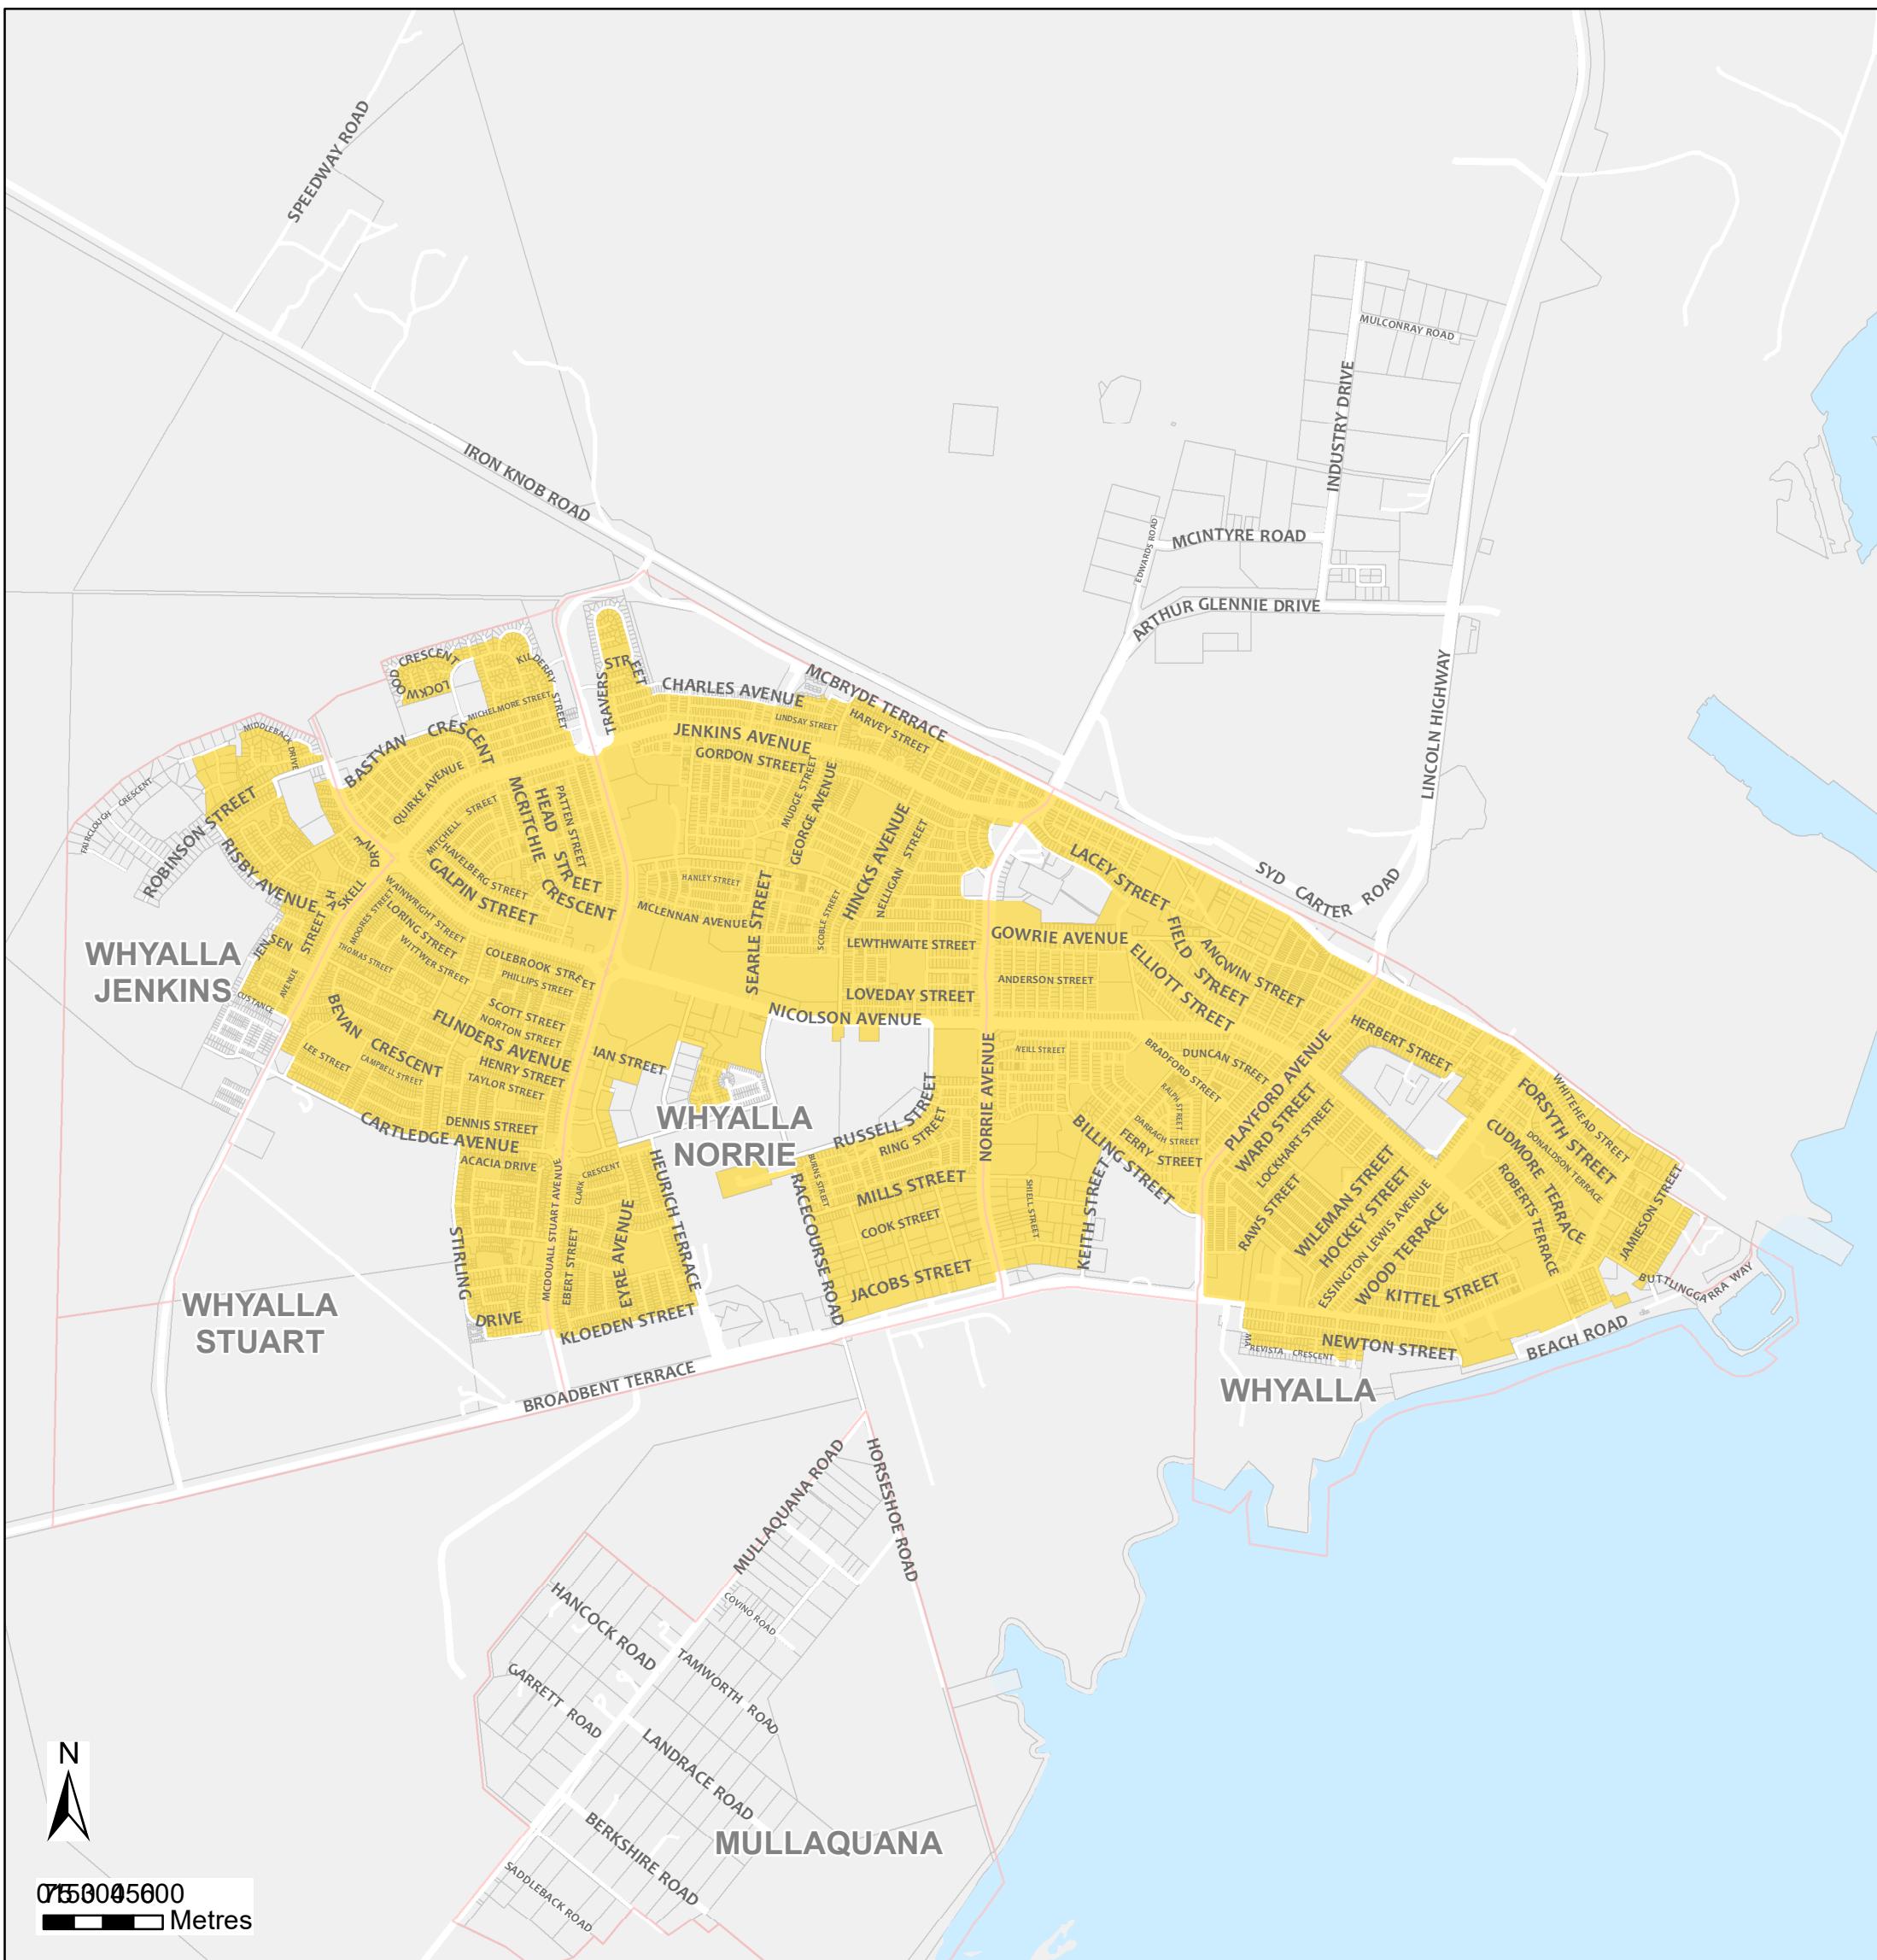 SPEEDWAY ROAD
IRON KNOB ROAD
MULCONRAY ROAD
INDUSTRY DRIVE
EDWARDS ROAD
MCINTYRE ROAD
ARTHUR GLENNIE DRIVE
LINCOLN HIGHWAY
SYD CARTER ROAD
MCBRYDE TERRACE
CHARLES AVENUE
TRAVERS STREET
KILDERRY STREET
LOCKWOOD CRESCENT
MICHELMORE STREET
BASTYAN CRESCENT
MIDDLEBACK DRIVE
FAIRCLOUGH CRESCENT
ROBINSON STREET
RISBY AVENUE
QUIRKE AVENUE
MITCHELL STREET
HAVELBERG STREET
GALPIN STREET
MCRITCHIE CRESCENT
HEAD STREET
PATTEN STREET
JENKINS AVENUE
GORDON STREET
LINDSAY STREET
HARVEY STREET
MUDGE STREET
GEORGE AVENUE
HINCKS AVENUE
NELLIGAN STREET
SCOBLE STREET
HANLEY STREET
MCLENNAN AVENUE
SEARLE STREET
LEWTHWAITE STREET
LOVEDAY STREET
NICOLSON AVENUE
LACEY STREET
FIELD STREET
ANGWIN STREET
GOWRIE AVENUE
ELLIOTT STREET
ANDERSON STREET
WAINWRIGHT STREET
MOORES STREET
LORING STREET
WITTWER STREET
THOMAS STREET
COLEBROOK STREET
PHILLIPS STREET
SCOTT STREET
NORTON STREET
FLINDERS AVENUE
HENRY STREET
TAYLOR STREET
BEVAN CRESCENT
LEE STREET
CAMPBELL STREET
JENSEN STREET
CUSTANCE AVENUE
WHYALLA
JENKINS
DENNIS STREET
CARTLEDGE AVENUE
ACACIA DRIVE
STIRLING DRIVE
MCDOUALL STUART AVENUE
EBERT STREET
CLARK CRESCENT
EYRE AVENUE
HEURICH TERRACE
KLOEDEN STREET
IAN STREET
WHYALLA
NORRIE
RUSSELL STREET
RING STREET
BURNS STREET
RACECOURSE ROAD
MILLS STREET
COOK STREET
JACOBS STREET
NORRIE AVENUE
NEILL STREET
SHIELL STREET
KEITH STREET
BILLING STREET
FERRY STREET
DARRAGH STREET
RALPH STREET
BRADFORD STREET
DUNCAN STREET
PLAYFORD AVENUE
WARD STREET
LOCKHART STREET
RAWS STREET
HERBERT STREET
FORSYTH STREET
WHITEHEAD STREET
CUDMORE TERRACE
DONALDSON TERRACE
ROBERTS TERRACE
JAMIESON STREET
WILEMAN STREET
HOCKEY STREET
ESSINGTON LEWIS AVENUE
WOOD TERRACE
KITTEL STREET
NEWTON STREET
BEACH ROAD
BUTTLINGGARRA WAY
WHYALLA
WHYALLA
STUART
BROADBENT TERRACE
MULLAQUANA ROAD
HORSESHOE ROAD
COVINO ROAD
HANCOCK ROAD
TAMWORTH ROAD
GARRETT ROAD
LANDRACE ROAD
BERKSHIRE ROAD
SADDLEBACK ROAD
MULLAQUANA
N
Metres